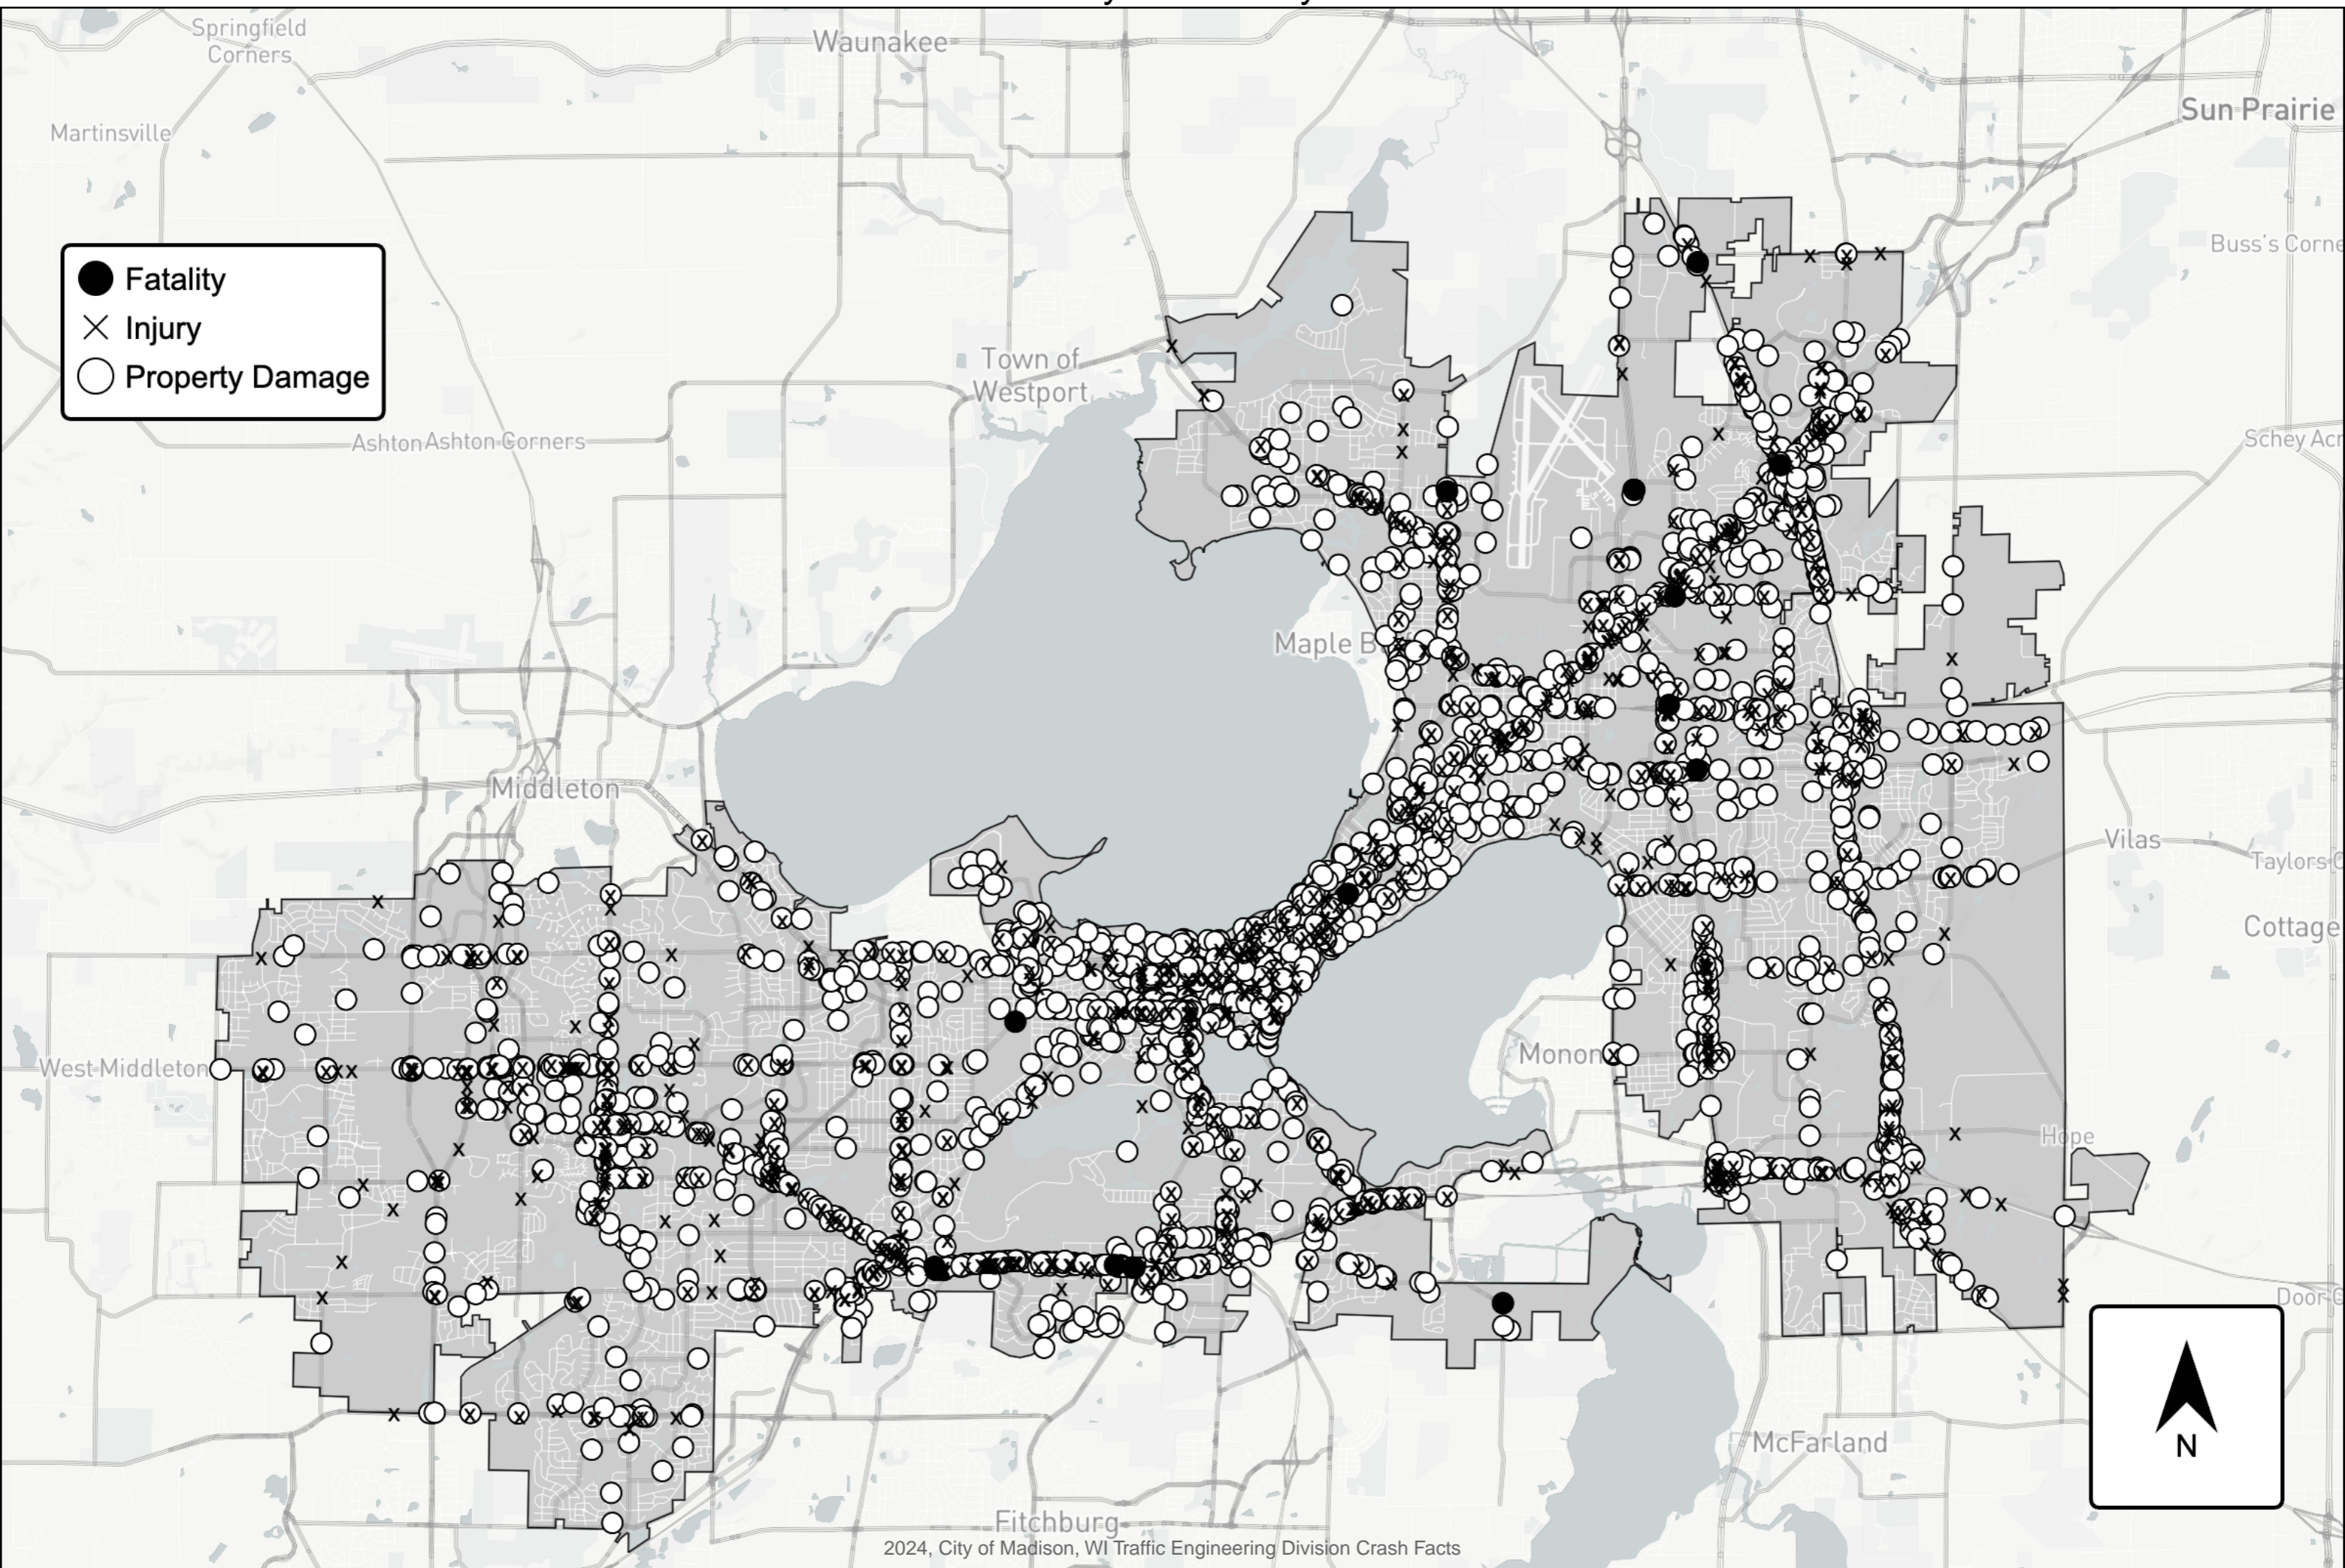 Springfield
Corners
Waunakee
Sun Prairie
Martinsville
Buss's Corne
Fatality
Injury
Property Damage
Town of
Westport
Ashton
Ashton Corners
Schey Acr
Maple B
Middleton
Vilas
Taylors
Cottage
West Middleton
Monon
Hope
Door
N
McFarland
Fitchburg
2024, City of Madison, WI Traffic Engineering Division Crash Facts